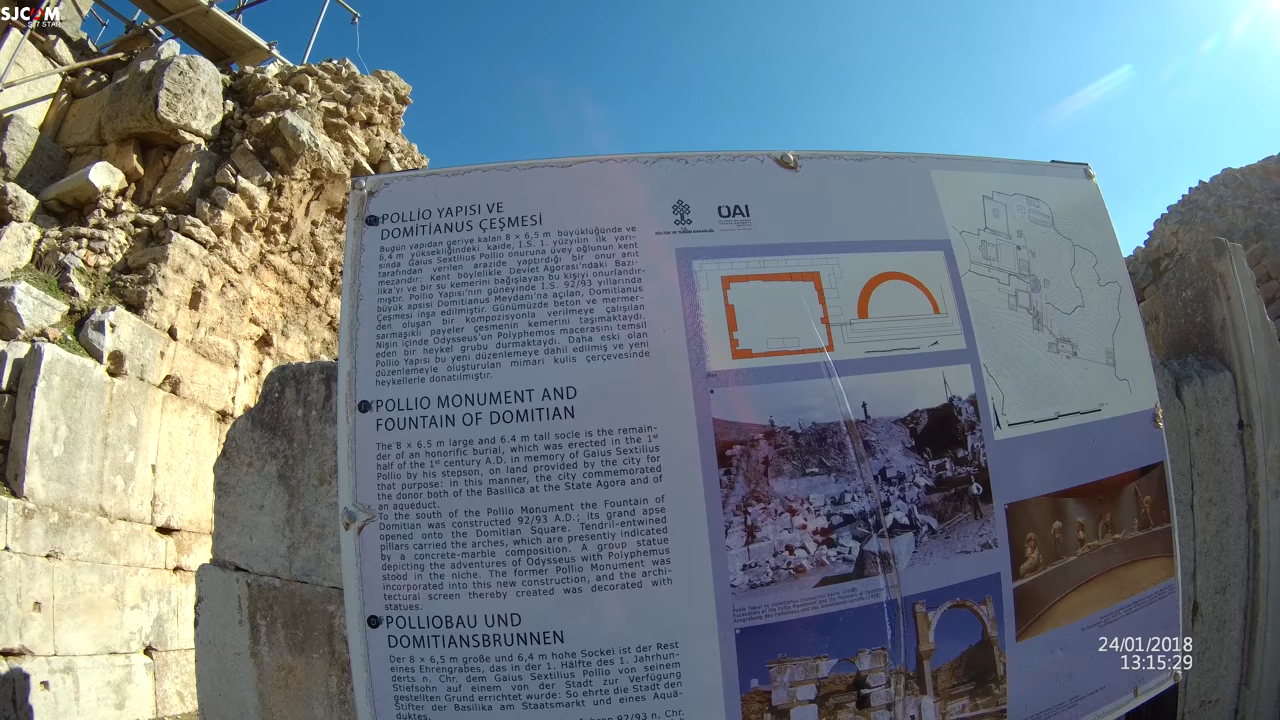 SJCAM
SJ7 STAR
POLLİO YAPISI VE
DOMİTİANUS ÇEŞMESİ
Bugün yapıdan geriye kalan 8 × 6,5 m büyüklüğünde ve
6,4 m yüksekliğindeki kaide, İ.S. 1. yüzyılın ilk yarı-
sında Gaius Sextilius Pollio onuruna üvey oğlunun kent
tarafından verilen arazide yaptırdığı bir onur anıt
mezarıdır: Kent böylelikle Devlet Agorası'ndaki Bazi-
lika'yı ve bir su kemerini bağışlayan bu kişiyi onurlandır-
mıştır. Pollio Yapısı'nın güneyinde İ.S. 92/93 yıllarında
büyük apsisi Domitianus Meydanı'na açılan, Domitianus
Çeşmesi inşa edilmiştir. Günümüzde beton ve mermer-
den oluşan bir kompozisyonla verilmeye çalışılan
sarmaşıklı payeler çeşmenin kemerini taşımaktaydı.
Nişin içinde Odysseus'un Polyphemos macerasını temsil
eden bir heykel grubu durmaktaydı. Daha eski olan
Pollio Yapısı bu yeni düzenlemeye dahil edilmiş ve yeni
düzenlemeyle oluşturulan mimari kulis çerçevesinde
heykellerle donatılmıştır.
POLLIO MONUMENT AND
FOUNTAIN OF DOMITIAN
The 8 × 6.5 m large and 6.4 m tall socle is the remain-
der of an honorific burial, which was erected in the 1st
half of the 1st century A.D. in memory of Gaius Sextilius
Pollio by his stepson, on land provided by the city for
that purpose: in this manner, the city commemorated
the donor both of the Basilica at the State Agora and of
an aqueduct.
To the south of the Pollio Monument the Fountain of
Domitian was constructed 92/93 A.D.; its grand apse
opened onto the Domitian Square. Tendril-entwined
pillars carried the arches, which are presently indicated
by a concrete-marble composition. A group statue
depicting the adventures of Odysseus with Polyphemus
stood in the niche. The former Pollio Monument was
incorporated into this new construction, and the archi-
tectural screen thereby created was decorated with
statues.
POLLIOBAU UND
DOMITIANSBRUNNEN
Der 8 × 6,5 m große und 6,4 m hohe Sockel ist der Rest
eines Ehrengrabes, das in der 1. Hälfte des 1. Jahrhun-
derts n. Chr. dem Gaius Sextilius Pollio von seinem
Stiefsohn auf einem von der Stadt zur Verfügung
gestellten Grund errichtet wurde: So ehrte die Stadt den
Stifter der Basilika am Staatsmarkt und eines Aquä-
duktes.
92/93 n. Chr.
ÖAI
24/01/2018
13:15:29